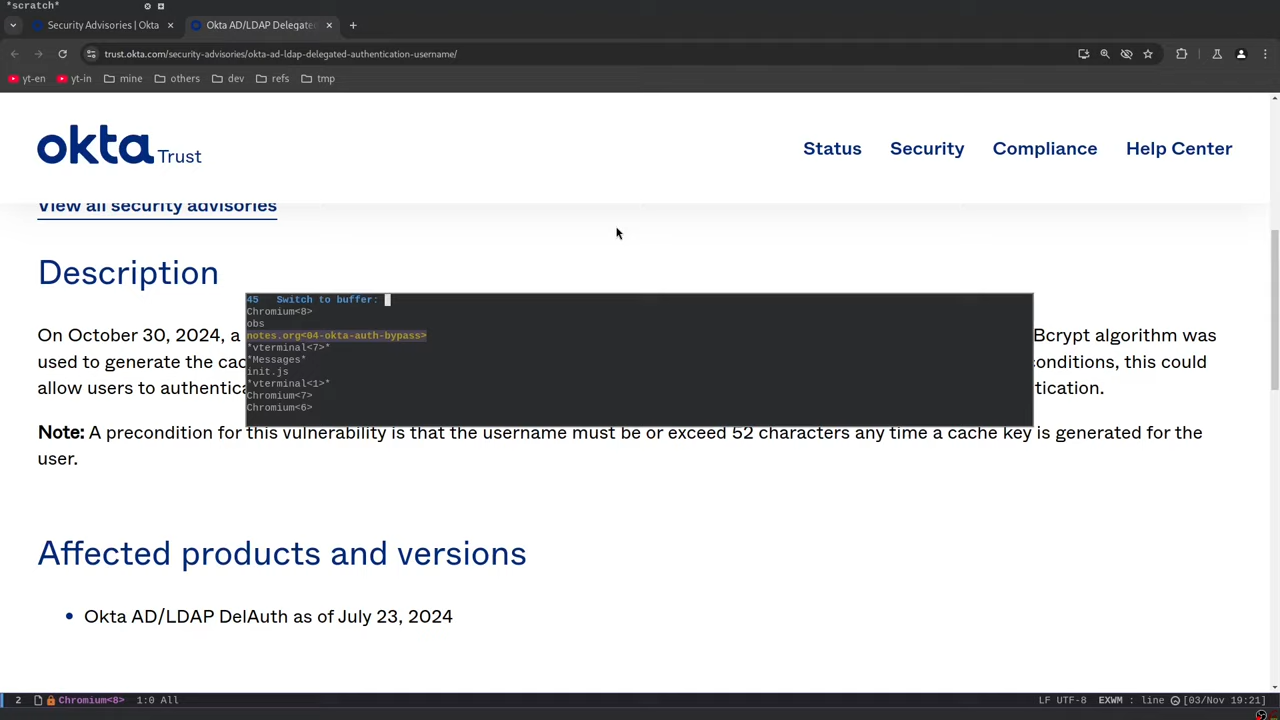 *scratch*
Security Advisories | Okta
Okta AD/LDAP Delegate
trust.okta.com/security-advisories/okta-ad-ldap-delegated-authentication-username/
yt-en yt-in mine others dev refs tmp
okta Trust
Status Security Compliance Help Center
View all security advisories
Description
On October 30, 2024, a
Bcrypt algorithm was
used to generate the cac
onditions, this could
allow users to authentica
tication.
45 Switch to buffer:
Chromium<8>
obs
notes.org<04-okta-auth-bypass>
*vterminal<7>*
*Messages*
init.js
*vterminal<1>*
Chromium<7>
Chromium<6>
Note: A precondition for this vulnerability is that the username must be or exceed 52 characters any time a cache key is generated for the
user.
Affected products and versions
• Okta AD/LDAP DelAuth as of July 23, 2024
2 Chromium<8> 1:0 All LF UTF-8 EXWM : line [03/Nov 19:21]